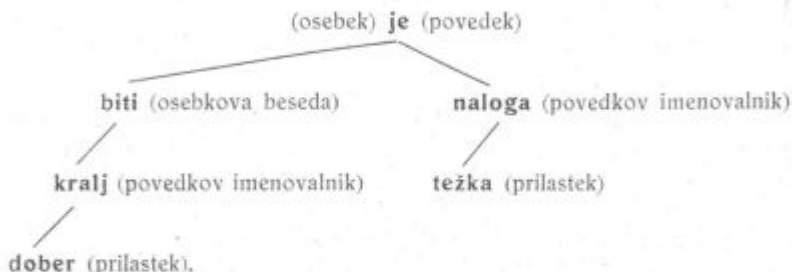 (osebek) je (povedek)
biti (osebkova beseda) naloga (povedkov imenovalnik)
kralj (povedkov imenovalnik) težka (prilastek)
dober (prilastek).